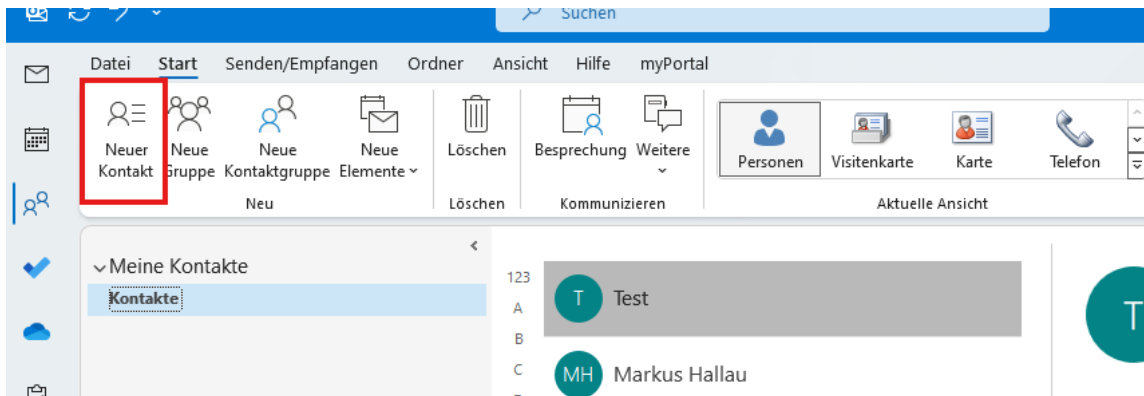 Suchen
Datei Start Senden/Empfangen Ordner Ansicht Hilfe myPortal
Neuer Kontakt
Neue Gruppe
Neue Kontaktgruppe
Neue Elemente
Löschen
Besprechung
Weitere
Personen
Visitenkarte
Karte
Telefon
Neu
Löschen
Kommunizieren
Aktuelle Ansicht
Meine Kontakte
Kontakte
123
A
B
C
T Test
MH Markus Hallau
T